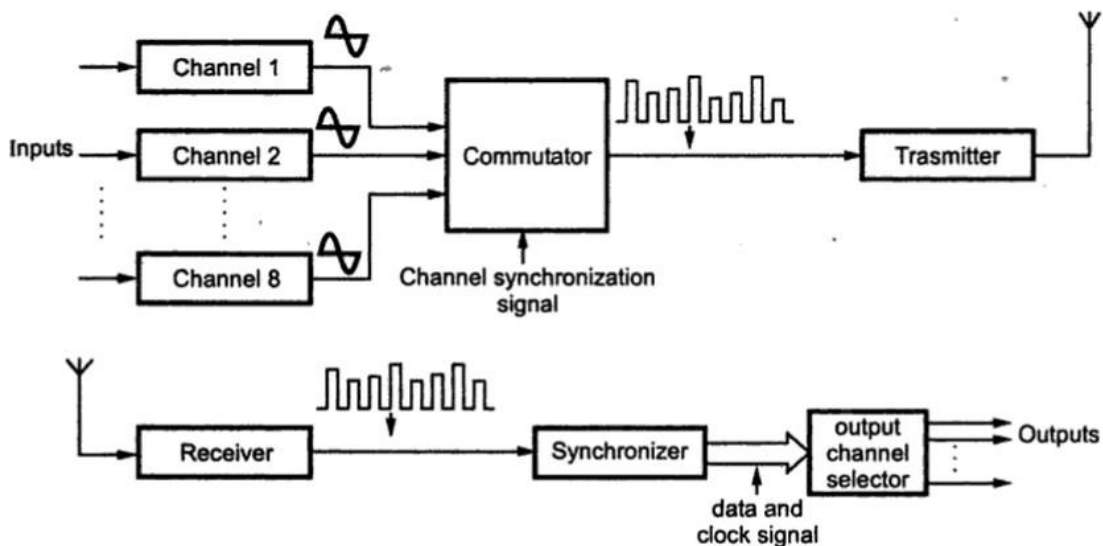 Channel 1
Inputs
Channel 2
Commutator
Trasmitter
Channel 8
Channel synchronization
signal
Receiver
Synchronizer
output
channel
selector
Outputs
data and
clock signal